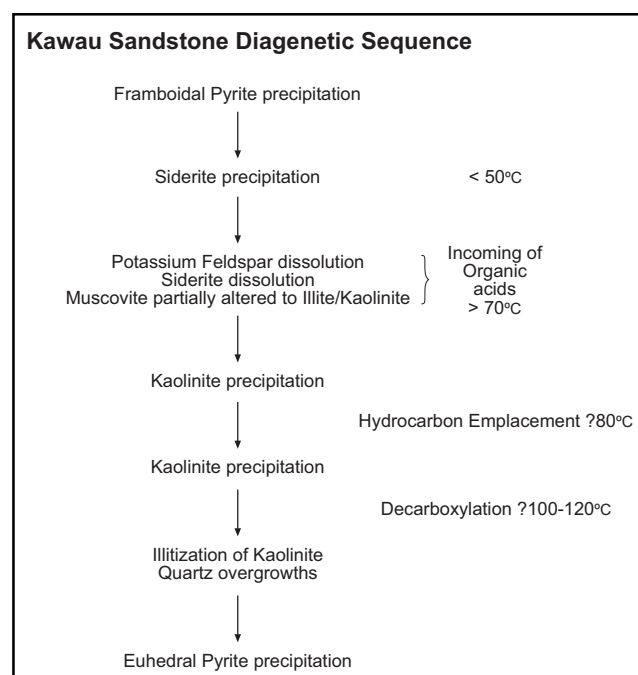 Kawau Sandstone Diagenetic Sequence
Framboidal Pyrite precipitation
Siderite precipitation
< 50ºC
Potassium Feldspar dissolution
Siderite dissolution
Muscovite partially altered to Illite/Kaolinite
Incoming of
Organic
acids
> 70ºC
Kaolinite precipitation
Hydrocarbon Emplacement ?80ºC
Kaolinite precipitation
Decarboxylation ?100-120ºC
Illitization of Kaolinite
Quartz overgrowths
Euhedral Pyrite precipitation